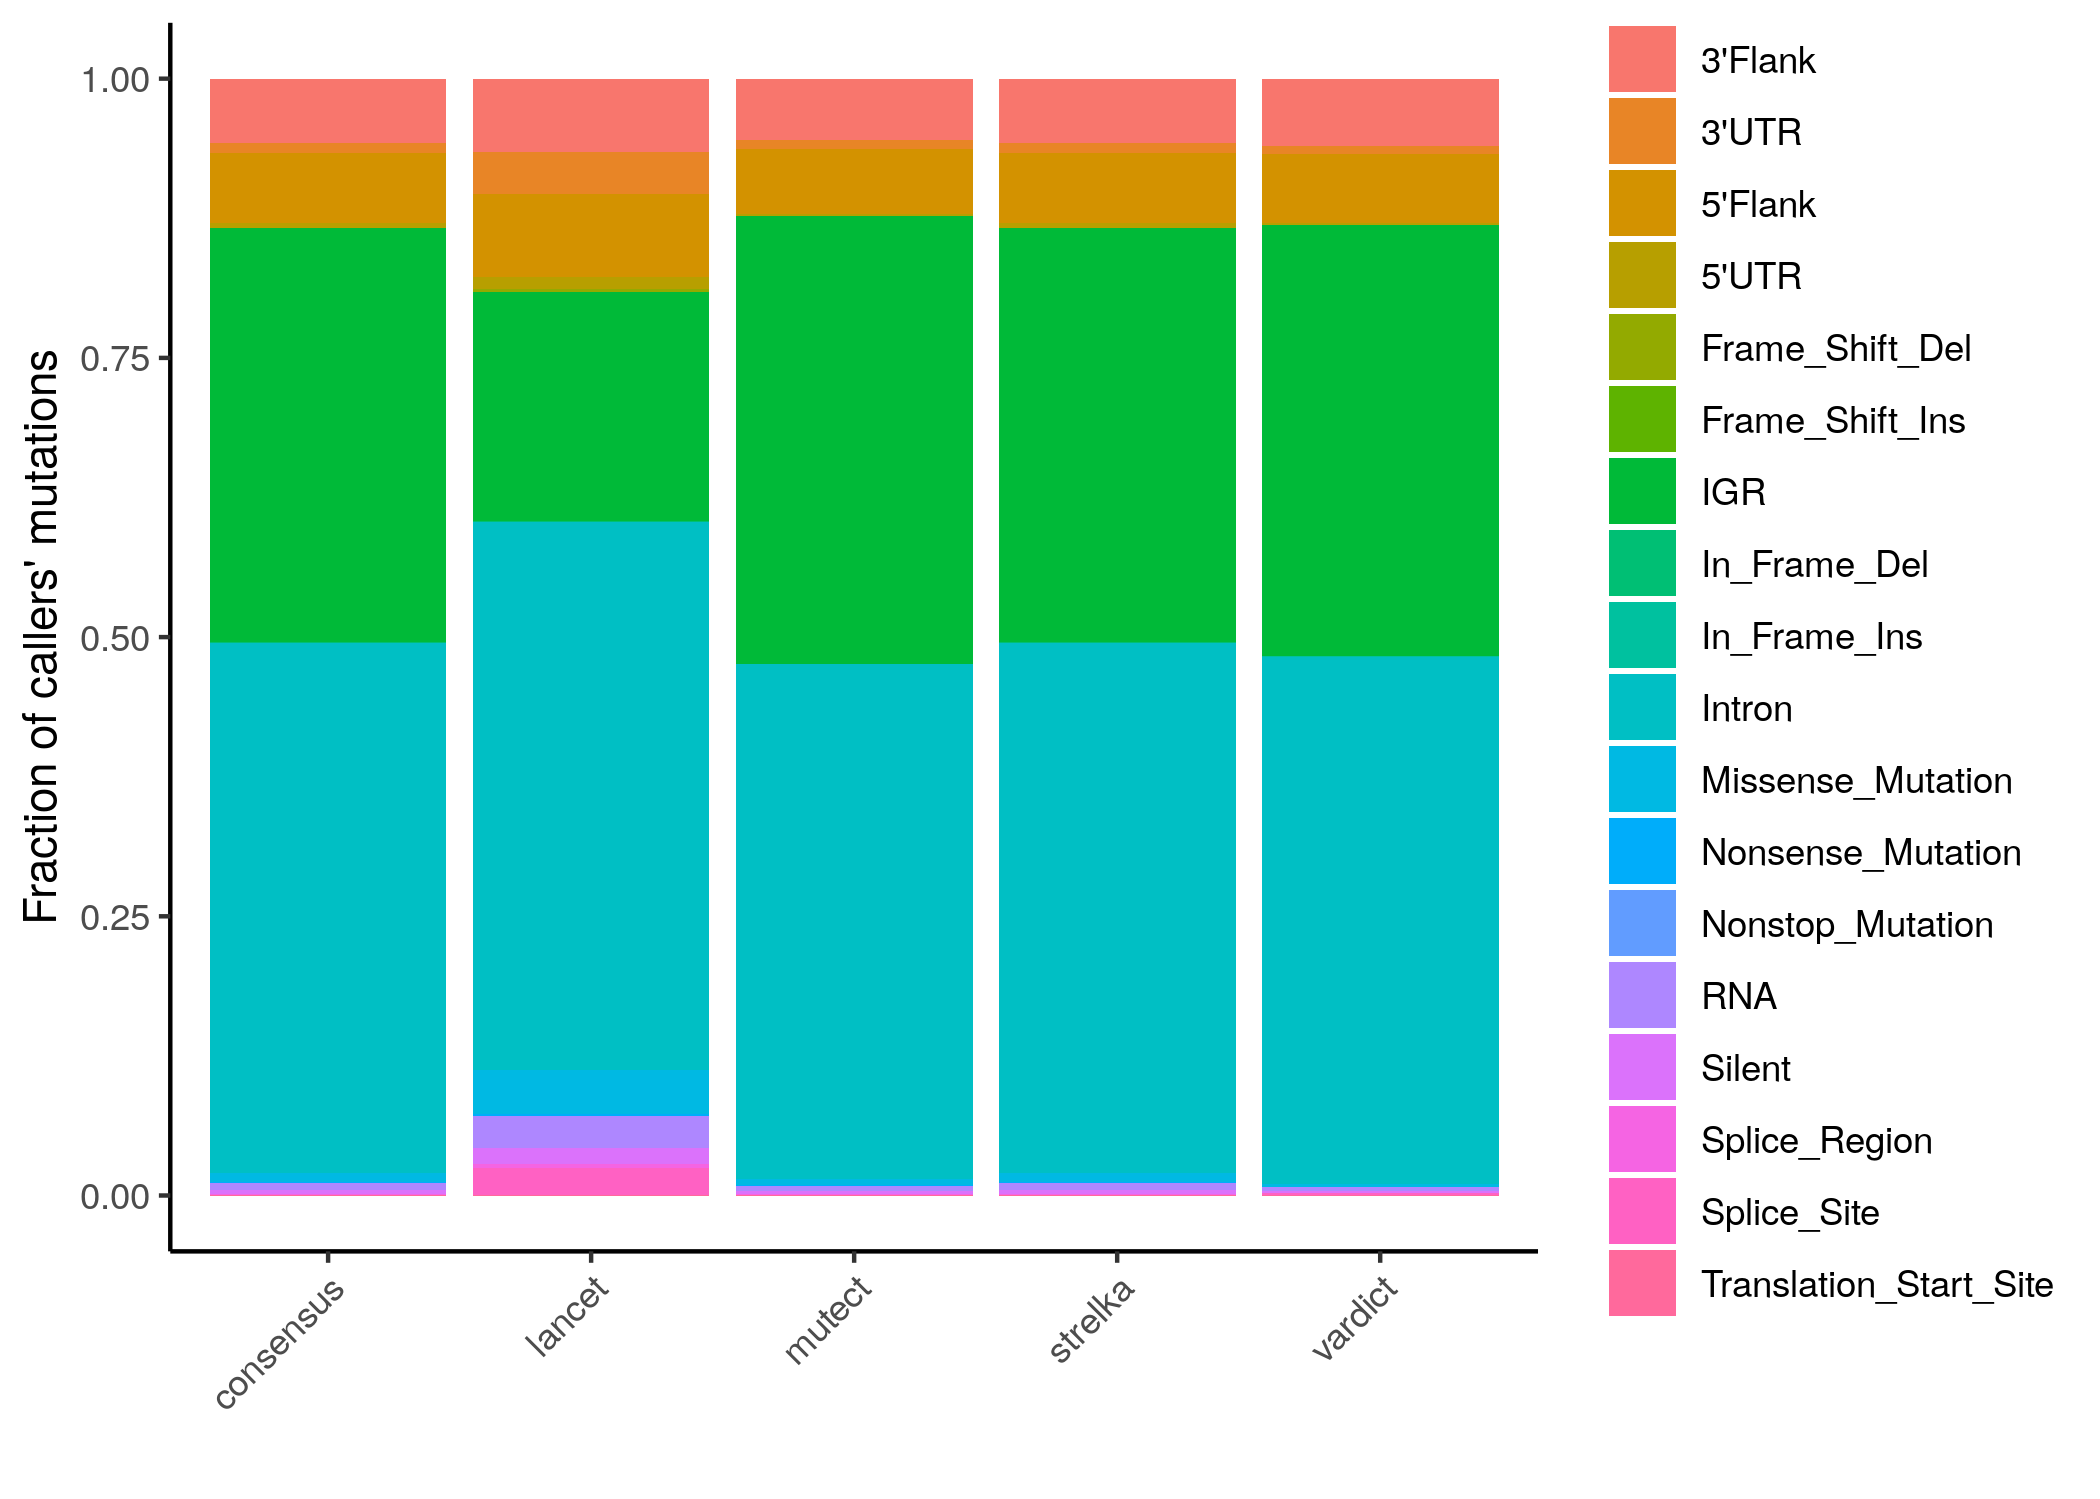 Fraction of callers' mutations
1.00
0.75
0.50
0.25
0.00
consensus
lancet
mutect
strelka
vardict
3'Flank
3'UTR
5'Flank
5'UTR
Frame_Shift_Del
Frame_Shift_Ins
IGR
In_Frame_Del
In_Frame_Ins
Intron
Missense_Mutation
Nonsense_Mutation
Nonstop_Mutation
RNA
Silent
Splice_Region
Splice_Site
Translation_Start_Site